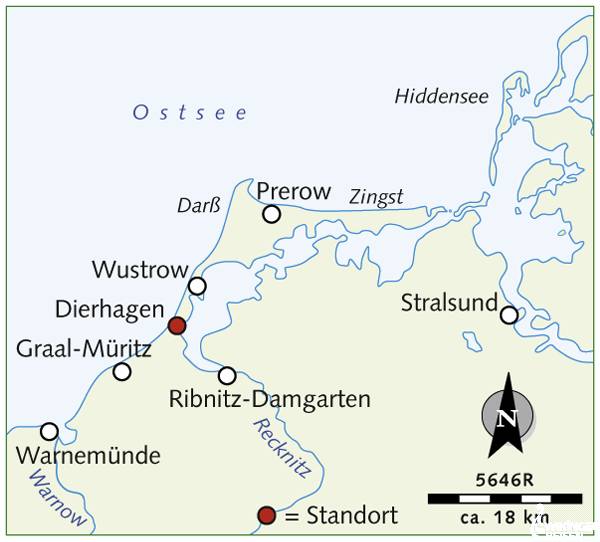 Hiddensee
Ostsee
Prerow
Zingst
Darß
Wustrow
Dierhagen
Stralsund
Graal-Müritz
Ribnitz-Damgarten
N
Recknitz
Warnemünde
Warnow
5646R
= Standort
ca. 18 km